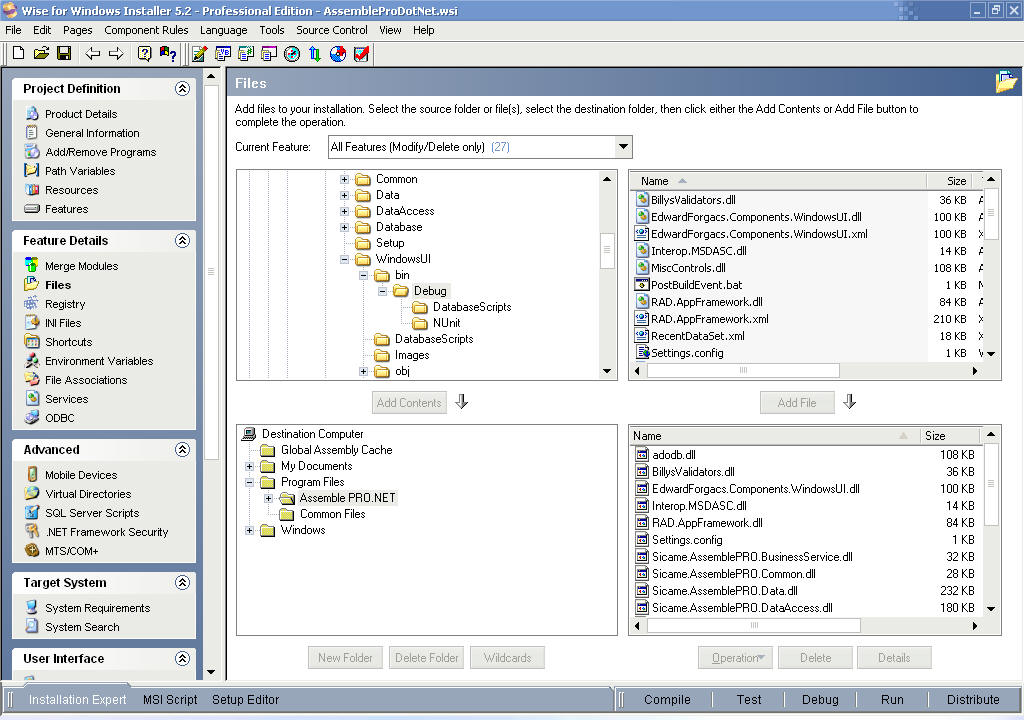 Wise for Windows Installer 5.2 - Professional Edition - AssembleProDotNet.wsi
File Edit Pages Component Rules Language Tools Source Control View Help
Project Definition
Product Details
General Information
Add/Remove Programs
Path Variables
Resources
Features
Feature Details
Merge Modules
Files
Registry
INI Files
Shortcuts
Environment Variables
File Associations
Services
ODBC
Advanced
Mobile Devices
Virtual Directories
SQL Server Scripts
.NET Framework Security
MTS/COM+
Target System
System Requirements
System Search
User Interface
Files
Add files to your installation. Select the source folder or file(s), select the destination folder, then click either the Add Contents or Add File button to
complete the operation.
Current Feature: All Features (Modify/Delete only) (27)
Common
Data
DataAccess
Database
Setup
WindowsUI
bin
Debug
DatabaseScripts
NUnit
DatabaseScripts
Images
obj
Name Size
BillysValidators.dll 36 KB
EdwardForgacs.Components.WindowsUI.dll 100 KB
EdwardForgacs.Components.WindowsUI.xml 100 KB
Interop.MSDASC.dll 14 KB
MiscControls.dll 108 KB
PostBuildEvent.bat 1 KB
RAD.AppFramework.dll 84 KB
RAD.AppFramework.xml 210 KB
RecentDataSet.xml 18 KB
Settings.config 1 KB
Add Contents
Add File
Destination Computer
Global Assembly Cache
My Documents
Program Files
Assemble PRO.NET
Common Files
Windows
Name Size
adodb.dll 108 KB
BillysValidators.dll 36 KB
EdwardForgacs.Components.WindowsUI.dll 100 KB
Interop.MSDASC.dll 14 KB
RAD.AppFramework.dll 84 KB
Settings.config 1 KB
Sicame.AssemblePRO.BusinessService.dll 32 KB
Sicame.AssemblePRO.Common.dll 28 KB
Sicame.AssemblePRO.Data.dll 232 KB
Sicame.AssemblePRO.DataAccess.dll 180 KB
New Folder Delete Folder Wildcards
Operation Delete Details
Installation Expert MSI Script Setup Editor
Compile Test Debug Run Distribute